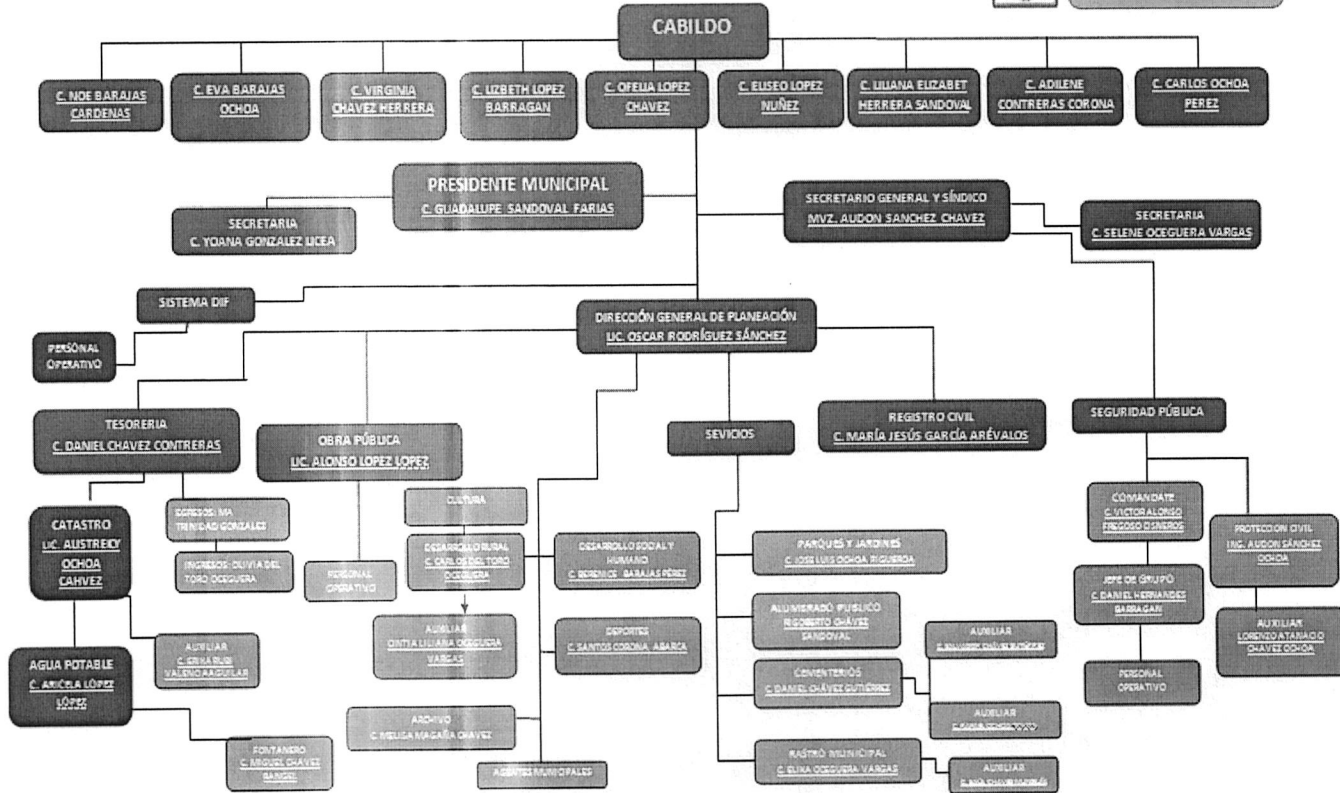 CABILDO
C. NOE BARAJAS
CARDENAS
C. EVA BARAJAS
OCHOA
C. VIRGINIA
CHAVEZ HERRERA
C. LIZBETH LOPEZ
BARRAGAN
C. OFELIA LOPEZ
CHAVEZ
C. ELISEO LOPEZ
NUÑEZ
C. LILIANA ELIZABET
HERRERA SANDOVAL
C. ADILENE
CONTRERAS CORONA
C. CARLOS OCHOA
PEREZ
PRESIDENTE MUNICIPAL
C. GUADALUPE SANDOVAL FARIAS
SECRETARIA
C. YOANA GONZALEZ LICEA
SECRETARIO GENERAL Y SÍNDICO
MVZ. AUDON SANCHEZ CHAVEZ
SECRETARIA
C. SELENE OCEGUERA VARGAS
SISTEMA DIF
PERSONAL
OPERATIVO
DIRECCIÓN GENERAL DE PLANEACIÓN
LIC. OSCAR RODRÍGUEZ SÁNCHEZ
TESORERIA
C. DANIEL CHAVEZ CONTRERAS
OBRA PÚBLICA
LIC. ALONSO LOPEZ LOPEZ
SEVICIOS
REGISTRO CIVIL
C. MARÍA JESÚS GARCÍA ARÉVALOS
SEGURIDAD PÚBLICA
CATASTRO
LIC.
OCHOA
CAHVEZ
EGRESOS: MA
TRINIDAD GONZALEZ
INGRESOS: OLIVIA DEL
TORO OCEGUERA
PERSONAL
OPERATIVO
CULTURA
DESARROLLO RURAL
C. CARLOS DEL TORO
OCEGUERA
AUXILIAR
CINTIA LILIANA OCEGUERA
VARGAS
DESARROLLO SOCIAL Y
HUMANO
C. BERENICE BARAJAS PÉREZ
DEPORTES
C. SANTOS CORONA, ABARCA
ARCHIVO
C. MELISA MAGAÑA CHAVEZ
AGENTES MUNICIPALES
AGUA POTABLE
C. ARICELA LÓPEZ
LÓPEZ
AUXILIAR
C. ERIKA RUBI
FONTANERO
C. MIGUEL CHAVEZ
RANGEL
PARQUES Y JARDINES
C. JOSE LUIS OCHOA FIGUEROA
ALUMBRADO PUBLICO
RIGOBERTO CHÁVEZ
SANDOVAL
CEMENTERIOS
C. DANIEL CHÁVEZ GUTIÉRREZ
AUXILIAR
AUXILIAR
RASTRO MUNICIPAL
C. ELIKA OCEGUERA VARGAS
AUXILIAR
COMANDATE
C. VICTOR ALONSO
FREGOSO CISNEROS
JEFE DE GRUPO
C. DANIEL HERNANDES
BARRAGAN
PERSONAL
OPERATIVO
PROTECCION CIVIL
ING. AUDON SÁNCHEZ
OCHOA
AUXILIAR
LORENZO ATANACIO
CHAVEZ OCHOA